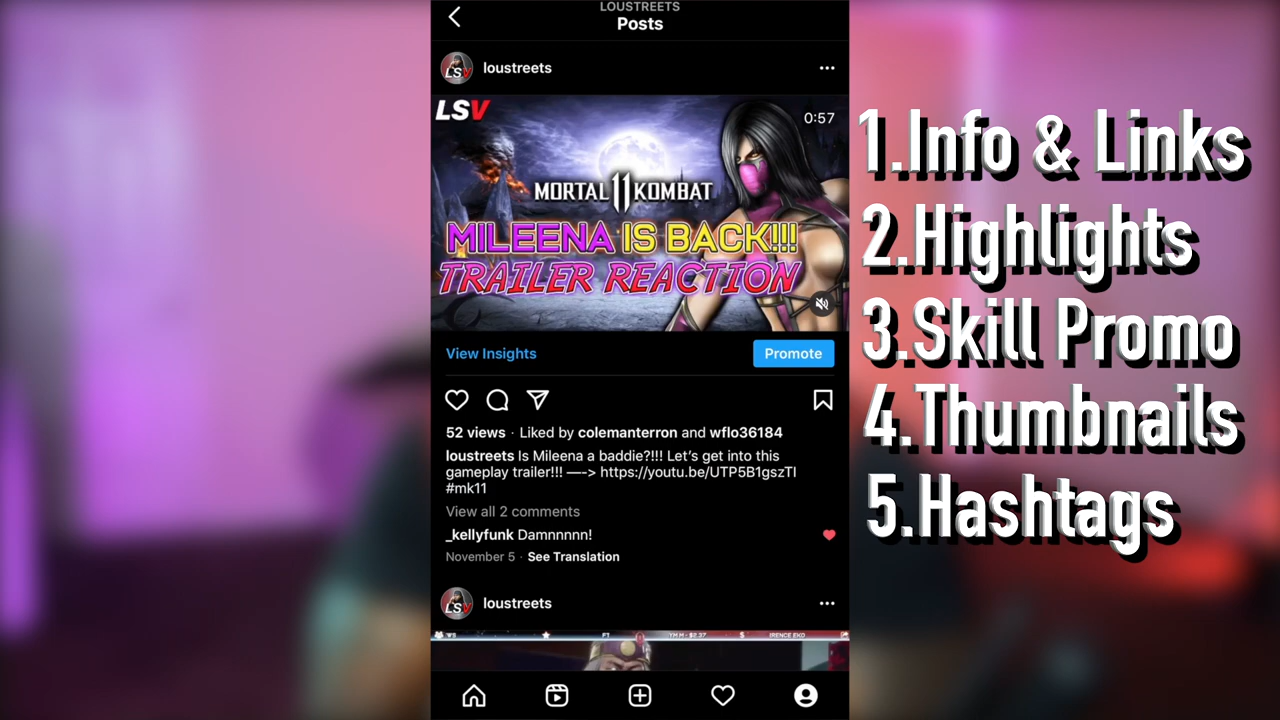 LOUSTREETS
Posts
LSV
loustreets
LSV
0:57
MORTAL 11 KOMBAT
MILEENA IS BACK!!!
TRAILER REACTION
View Insights
Promote
52 views · Liked by colemanterron and wflo36184
loustreets Is Mileena a baddie?!!! Let's get into this
gameplay trailer!!! —-> https://youtu.be/UTP5B1gszTI
#mk11
View all 2 comments
_kellyfunk Damnnnnn!
November 5 · See Translation
LSV
loustreets
1.Info & Links
2.Highlights
3.Skill Promo
4.Thumbnails
5.Hashtags